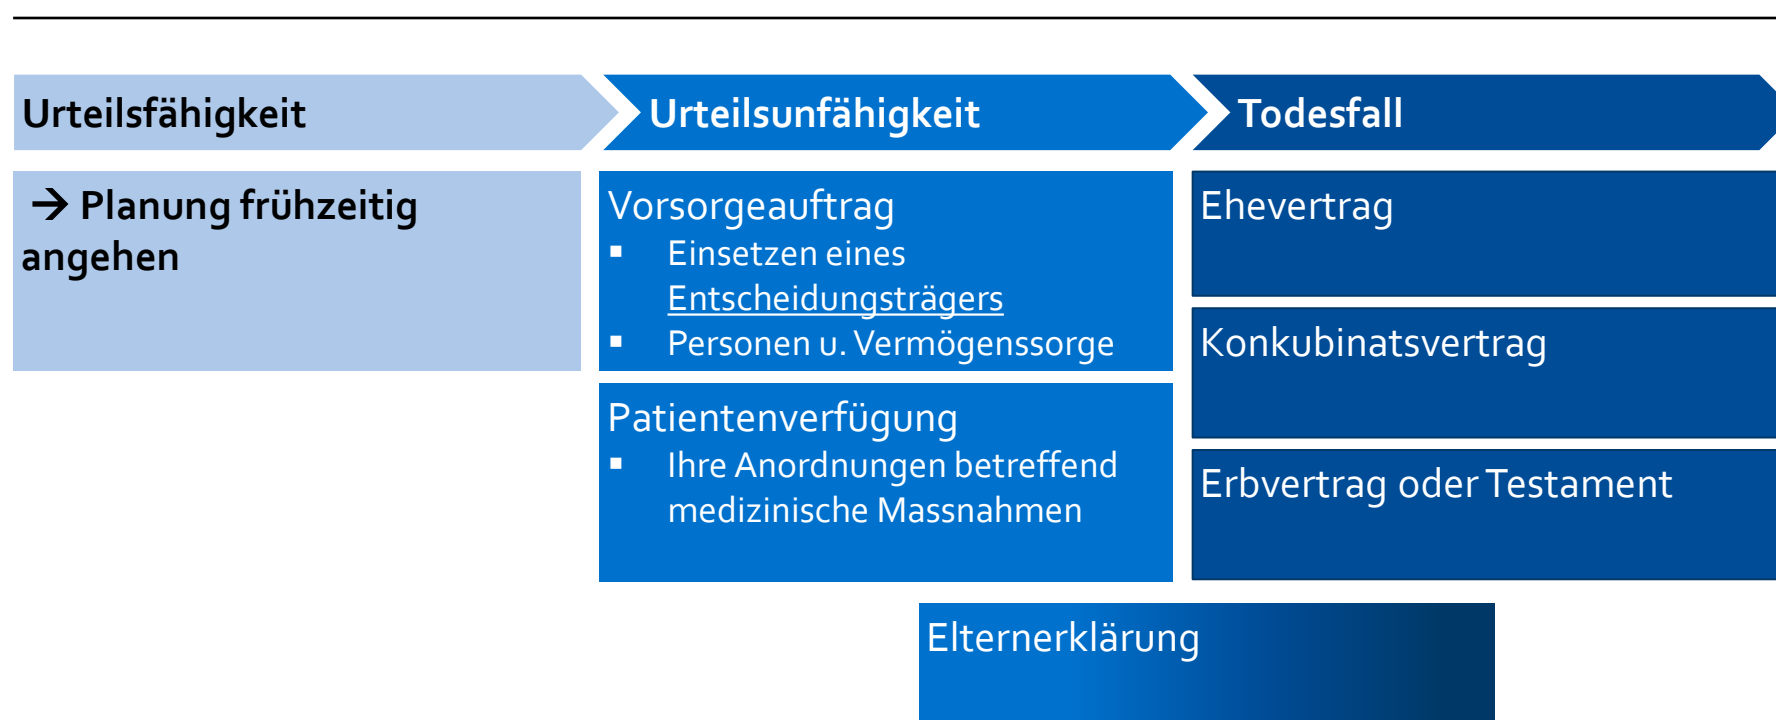 Urteilsfähigkeit
Urteilsunfähigkeit
Todesfall
→ Planung frühzeitig
angehen
Vorsorgeauftrag
▪ Einsetzen eines
Entscheidungsträgers
▪ Personen u. Vermögenssorge
Patientenverfügung
▪ Ihre Anordnungen betreffend
medizinische Massnahmen
Ehevertrag
Konkubinatsvertrag
Erbvertrag oder Testament
Elternerklärung